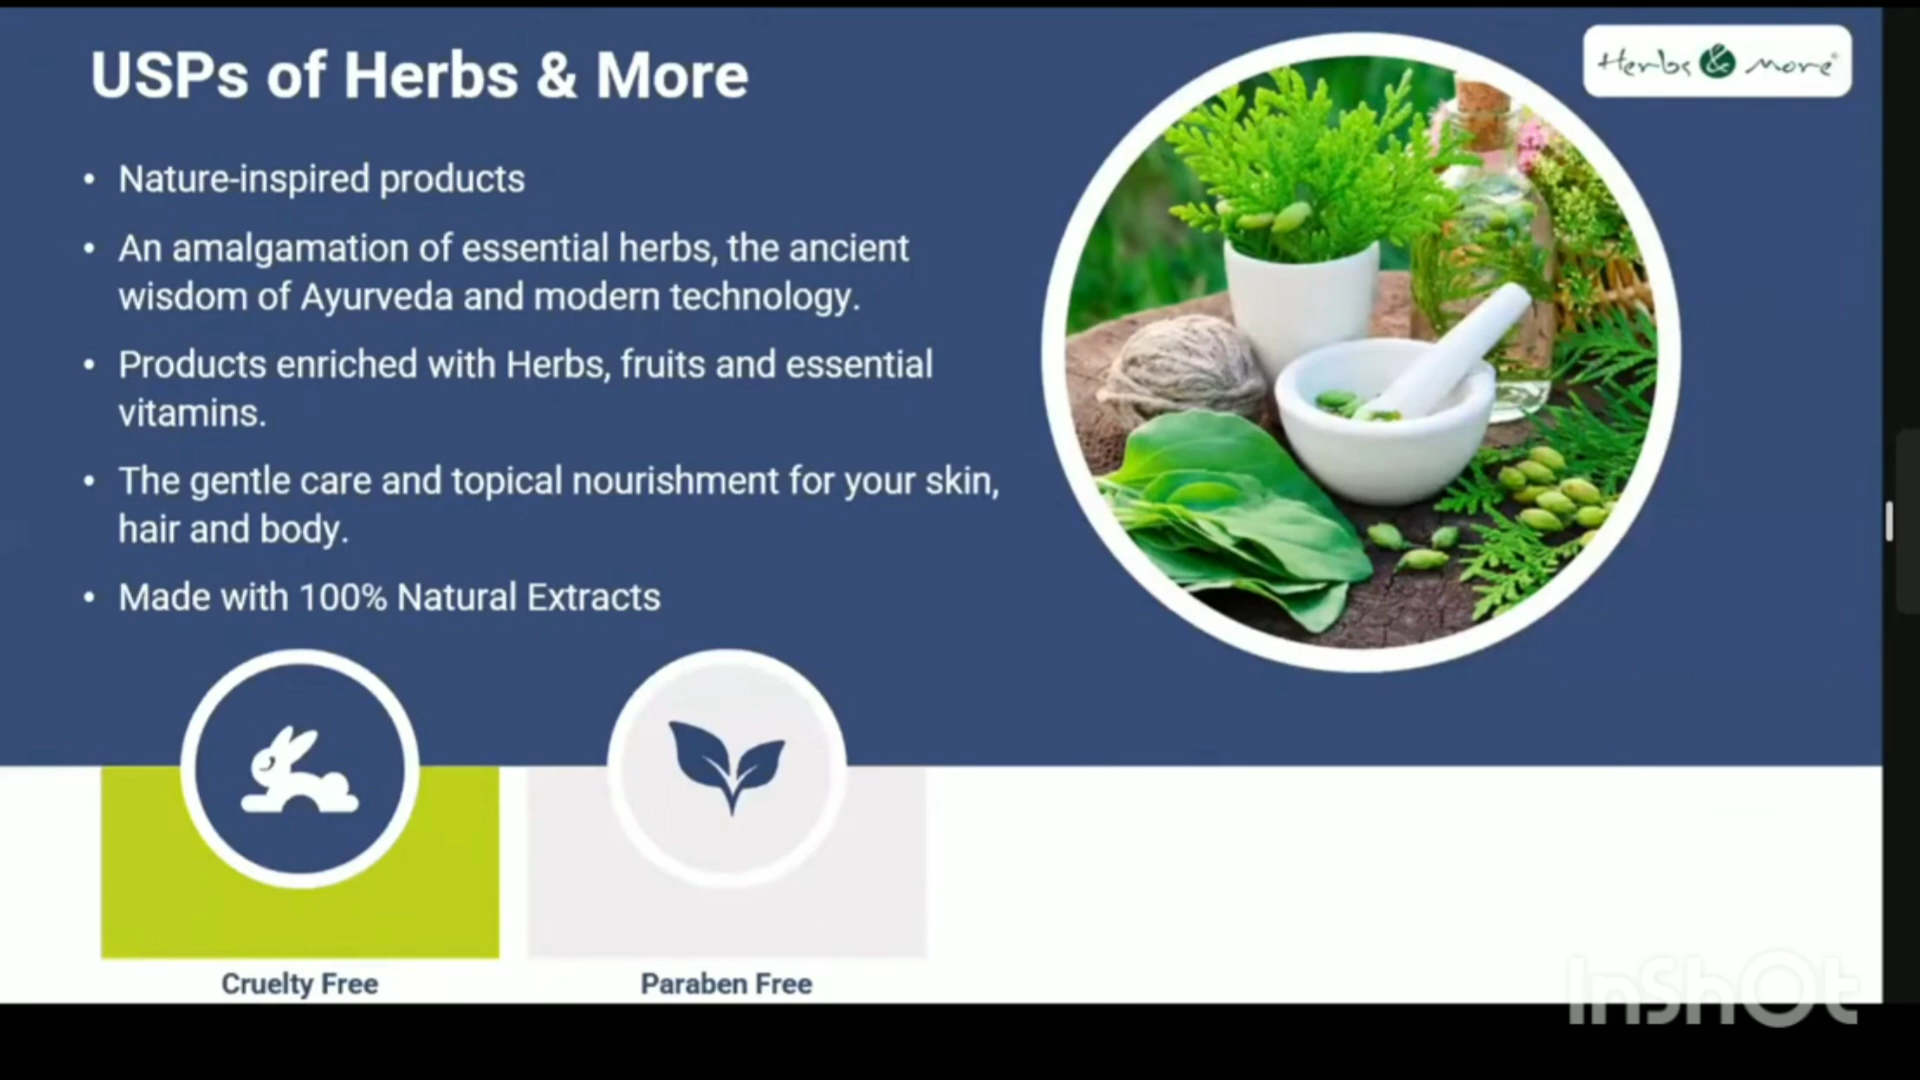 USPs of Herbs & More
Herbs & More
• Nature-inspired products
• An amalgamation of essential herbs, the ancient
wisdom of Ayurveda and modern technology.
• Products enriched with Herbs, fruits and essential
vitamins.
• The gentle care and topical nourishment for your skin,
hair and body.
• Made with 100% Natural Extracts
Cruelty Free
Paraben Free
InShOt